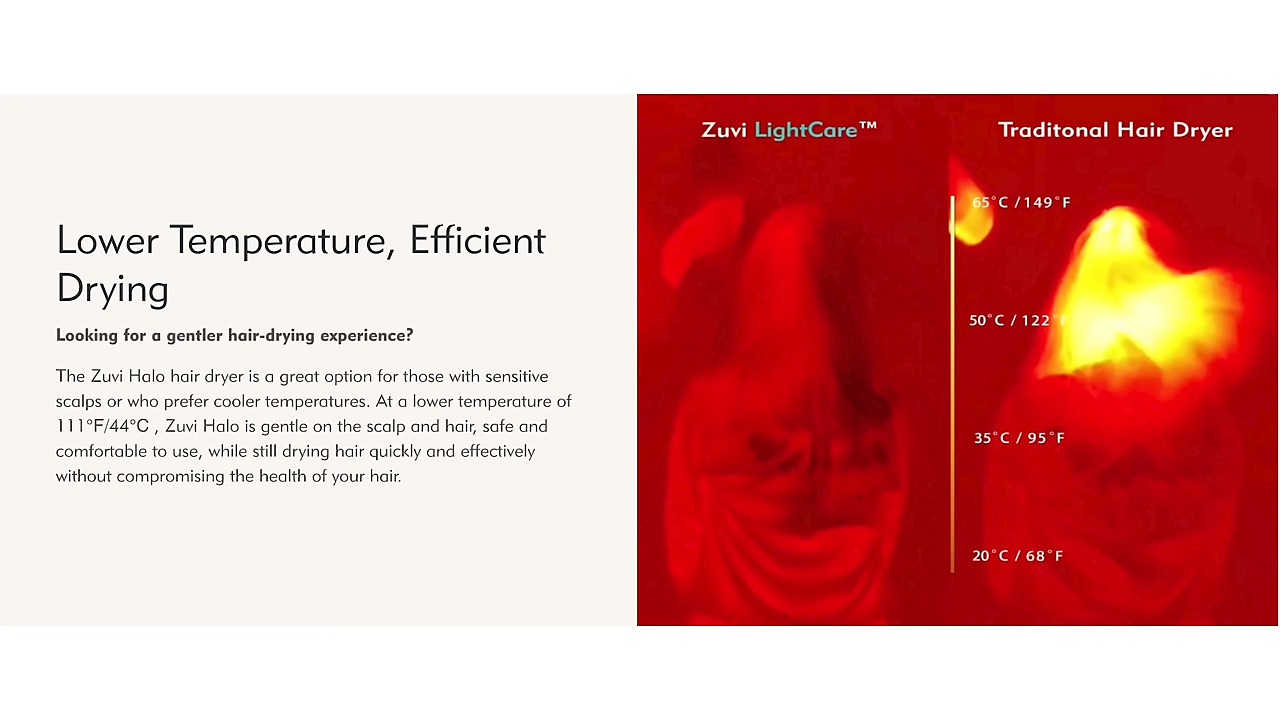 Lower Temperature, Efficient
Drying
Looking for a gentler hair-drying experience?
The Zuvi Halo hair dryer is a great option for those with sensitive
scalps or who prefer cooler temperatures. At a lower temperature of
111°F/44°C , Zuvi Halo is gentle on the scalp and hair, safe and
comfortable to use, while still drying hair quickly and effectively
without compromising the health of your hair.
Zuvi LightCare™
Traditonal Hair Dryer
65°C / 149°F
50°C / 122°F
35°C / 95°F
20°C / 68°F